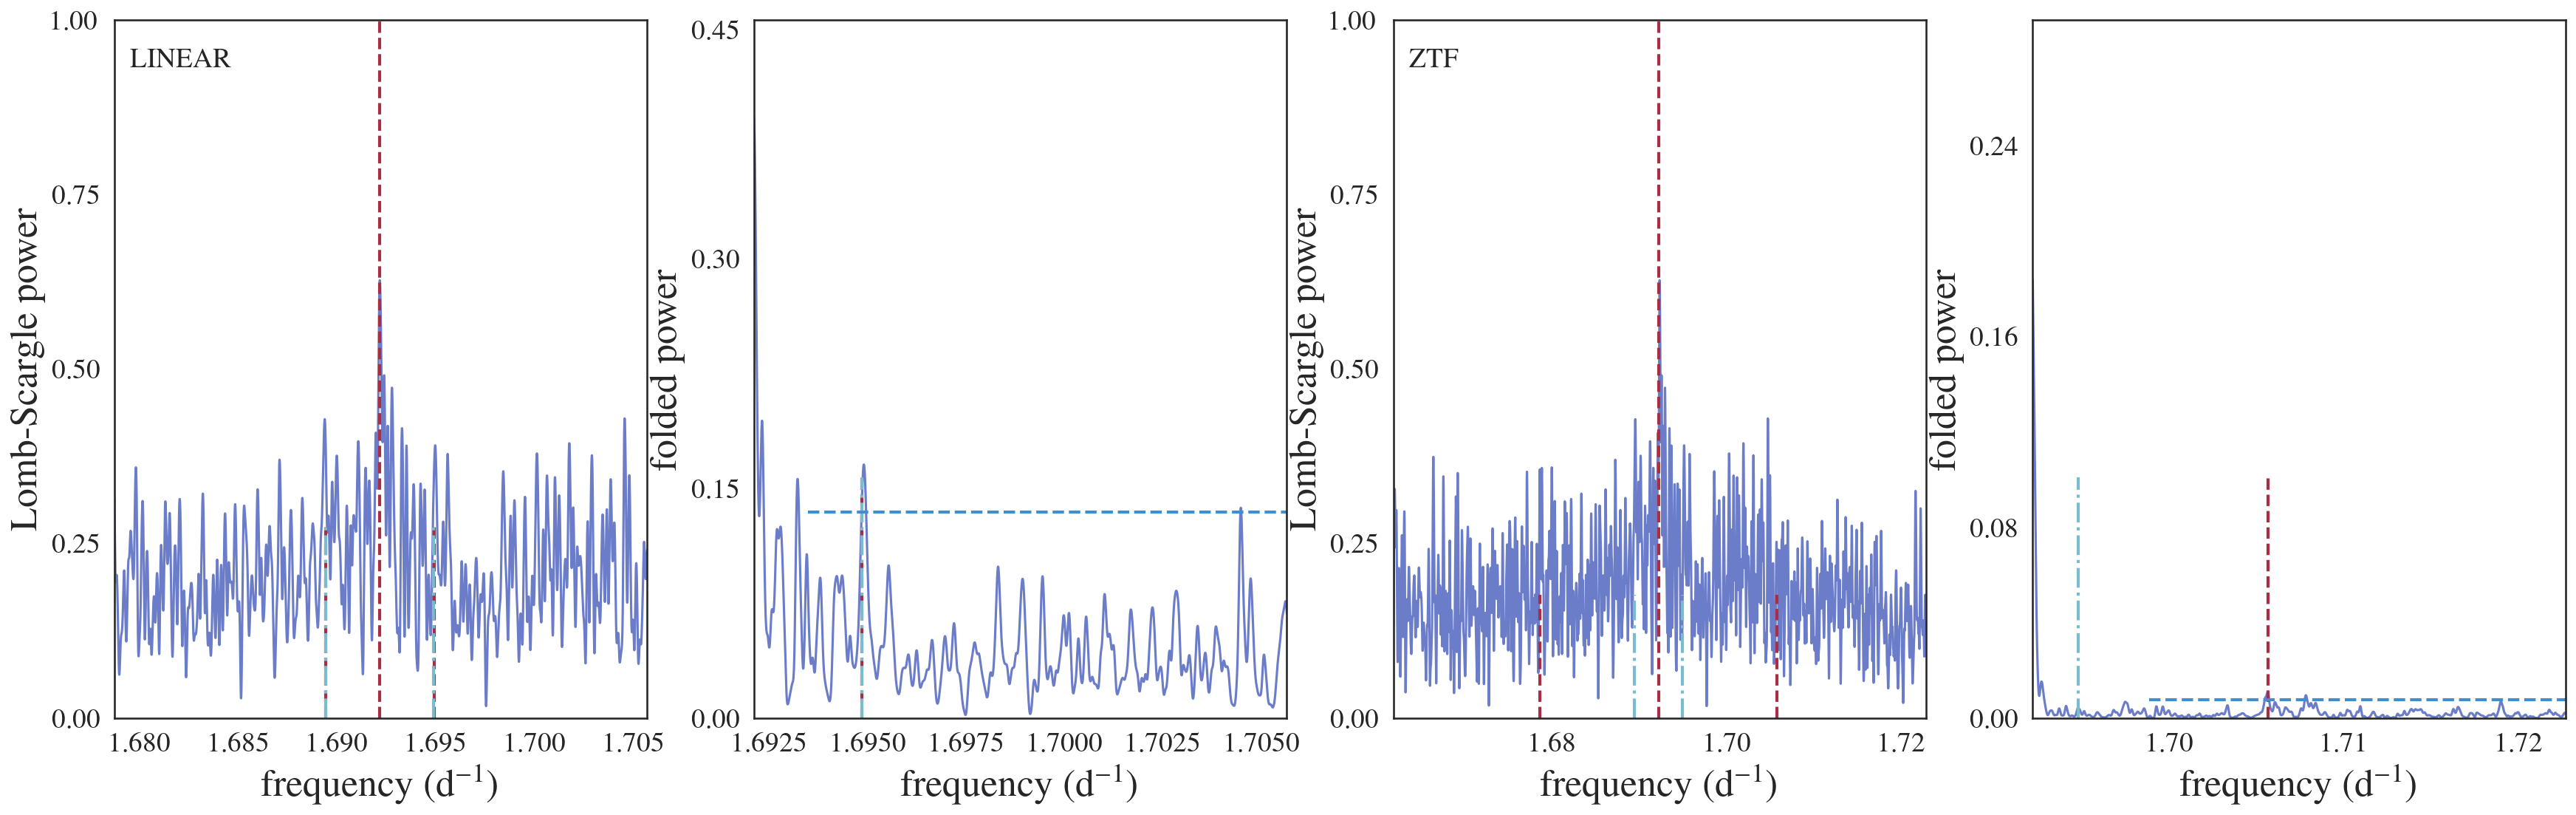 LINEAR
Lomb-Scargle power
1.00
0.75
0.50
0.25
0.00
1.680 1.685 1.690 1.695 1.700 1.705
frequency (d⁻¹)
folded power
0.45
0.30
0.15
0.00
1.6925 1.6950 1.6975 1.7000 1.7025 1.7050
frequency (d⁻¹)
ZTF
Lomb-Scargle power
1.00
0.75
0.50
0.25
0.00
1.68 1.70 1.72
frequency (d⁻¹)
folded power
0.24
0.16
0.08
0.00
1.70 1.71 1.72
frequency (d⁻¹)